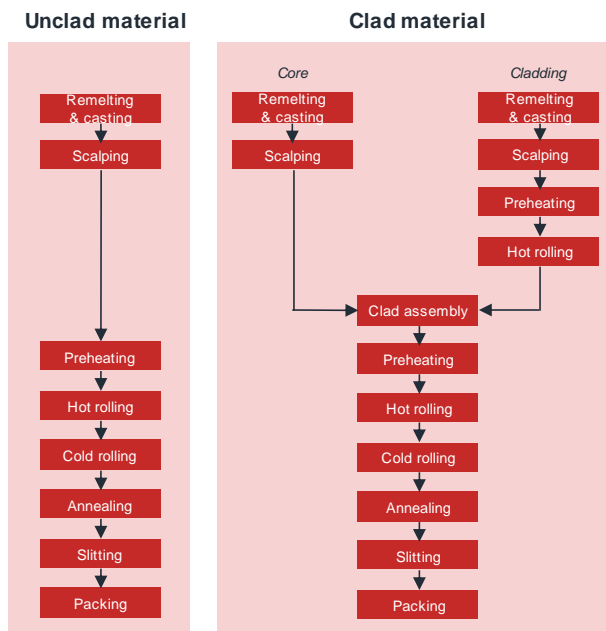 Unclad material
Remelting
& casting
Scalping
Preheating
Hot rolling
Cold rolling
Annealing
Slitting
Packing
Clad material
Core
Cladding
Remelting
& casting
Scalping
Remelting
& casting
Scalping
Preheating
Hot rolling
Clad assembly
Preheating
Hot rolling
Cold rolling
Annealing
Slitting
Packing